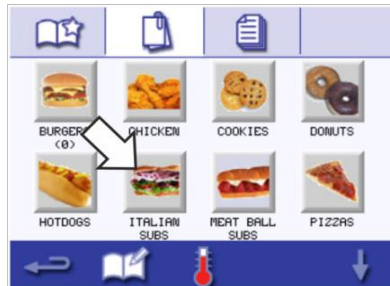 BURGER
(0)
CHICKEN
COOKIES
DONUTS
HOTDOGS
ITALIAN
SUBS
MEAT BALL
SUBS
PIZZAS